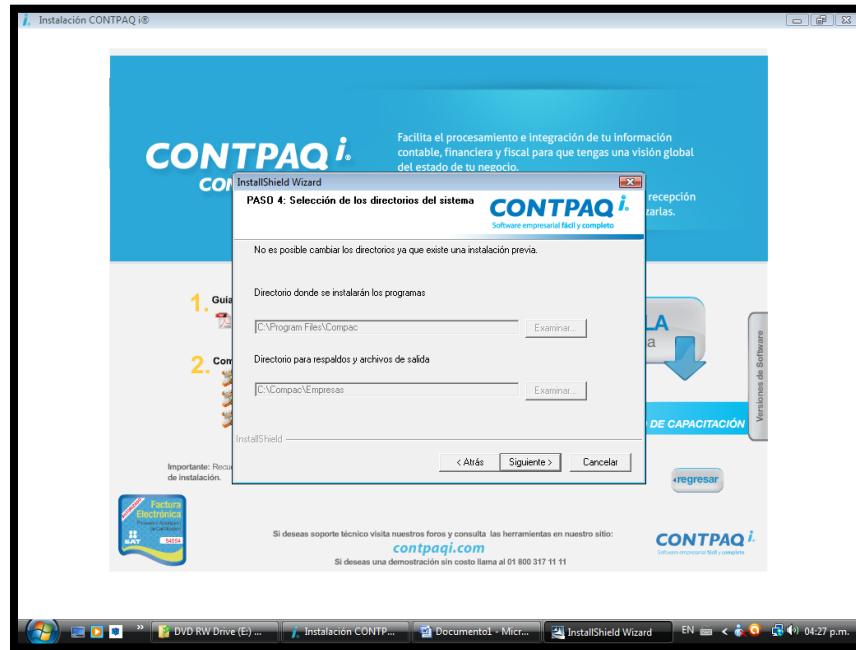 Instalación CONTPAQ i®
Facilita el procesamiento e integración de tu información
contable, financiera y fiscal para que tengas una visión global
del estado de tu negocio.
CONTPAQ i®
recepción
zarlas.
InstallShield Wizard
PASO 4: Selección de los directorios del sistema
CONTPAQ i®
Software empresarial fácil y completo
No es posible cambiar los directorios ya que existe una instalación previa.
Directorio donde se instalarán los programas
C:\Program Files\Compac
Examinar...
Directorio para respaldos y archivos de salida
C:\Compac\Empresas
Examinar...
InstallShield
< Atrás
Siguiente >
Cancelar
1. Guía
2. Com
LA
a
Versiones de Software
DE CAPACITACIÓN
Importante: Recu
de instalación.
regresar
Factura
Electrónica
SAT
Si deseas soporte técnico visita nuestros foros y consulta las herramientas en nuestro sitio:
contpaqi.com
Si deseas una demostración sin costo llama al 01 800 317 11 11
CONTPAQ i®
Software empresarial fácil y completo
DVD RW Drive (E:) ...
Instalación CONTP...
Documento1 - Micr...
InstallShield Wizard
EN
04:27 p.m.